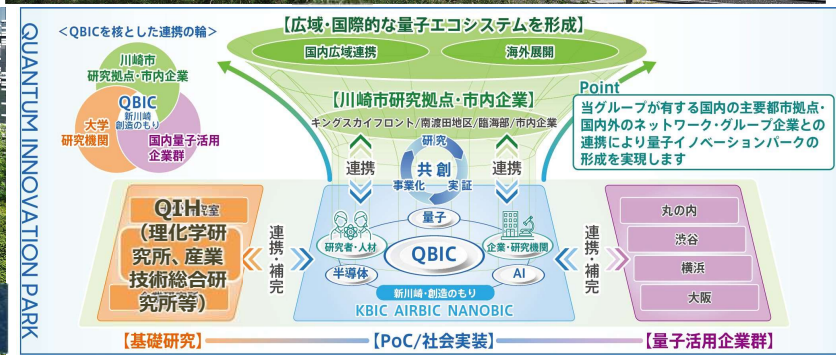 QUANTUM INNOVATION PARK
<QBICを核とした連携の輪>
川崎市
研究拠点・市内企業
QBIC
新川崎
創造のもり
大学
研究機関
国内量子活用
企業群
【広域・国際的な量子エコシステムを形成】
国内広域連携
海外展開
【川崎市研究拠点・市内企業】
キングスカイフロント/南渡田地区/臨海部/市内企業
Point
当グループが有する国内の主要都市拠点・
国内外のネットワーク・グループ企業との
連携により量子イノベーションパークの
形成を実現します
連携
研究
共創
事業化
実証
連携
QIH
(理化学研
究所、産業
技術総合研
究所等)
連携・補完
量子
研究者・人材
QBIC
企業・研究機関
半導体
AI
新川崎・創造のもり
KBIC AIRBIC NANOBIC
連携・補完
丸の内
渋谷
横浜
大阪
【基礎研究】
【PoC/社会実装】
【量子活用企業群】